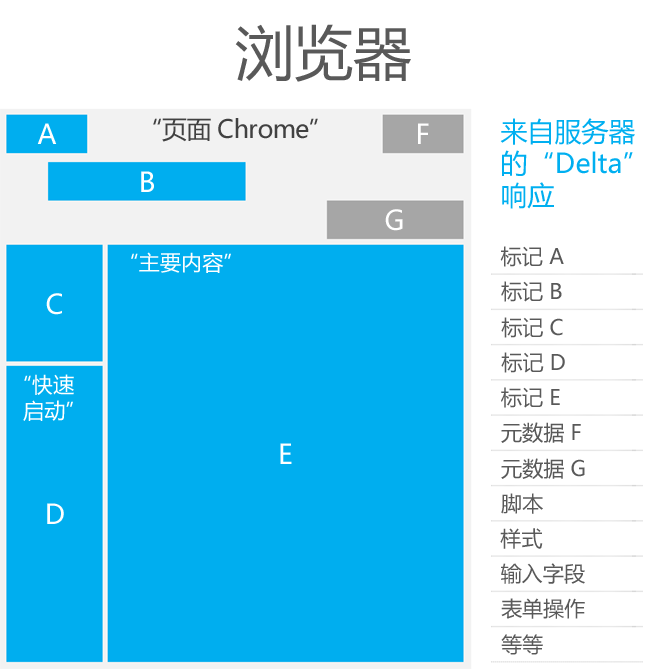 浏览器
A
“页面 Chrome”
F
B
G
C
“主要内容”
E
“快速
启动”
D
来自服务器
的“Delta”
响应
标记 A
标记 B
标记 C
标记 D
标记 E
元数据 F
元数据 G
脚本
样式
输入字段
表单操作
等等